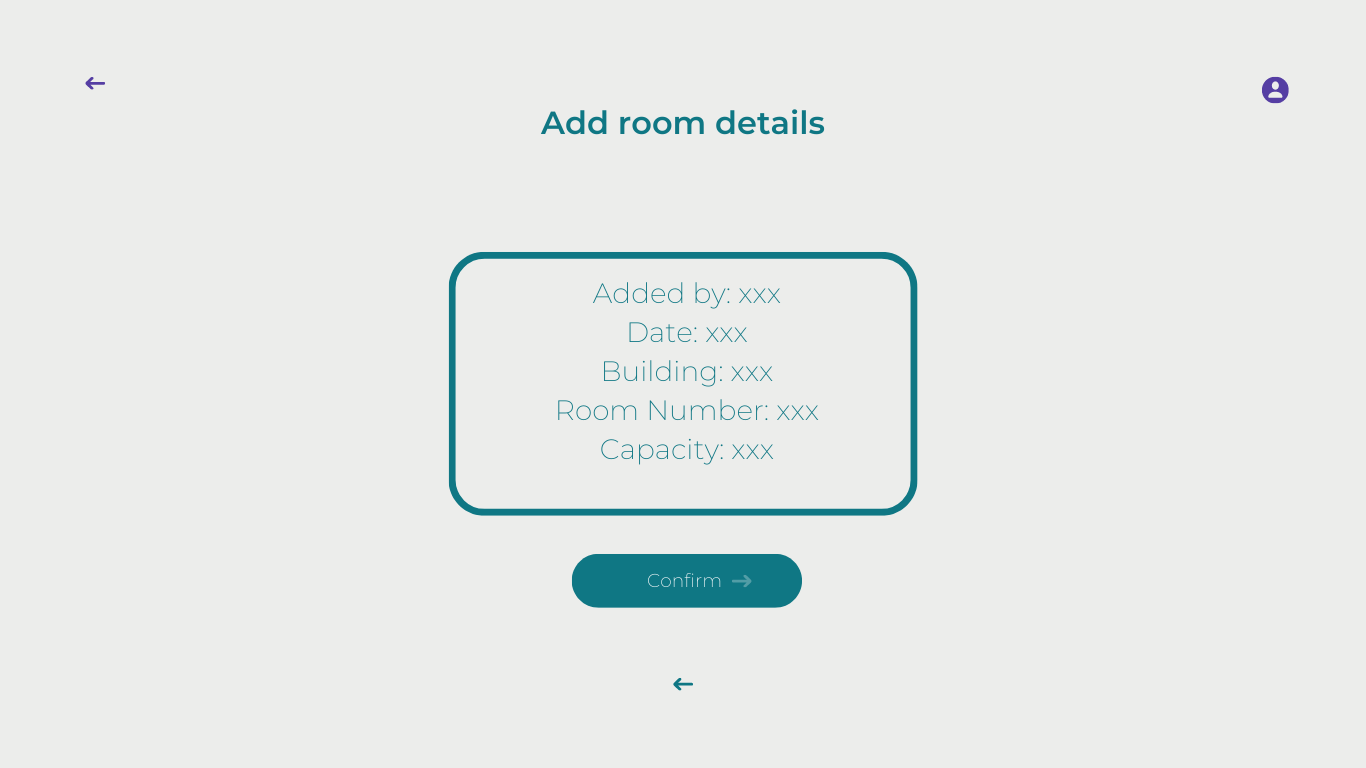 Add room details
Added by: xxx
Date: xxx
Building: xxx
Room Number: xxx
Capacity: xxx
Confirm